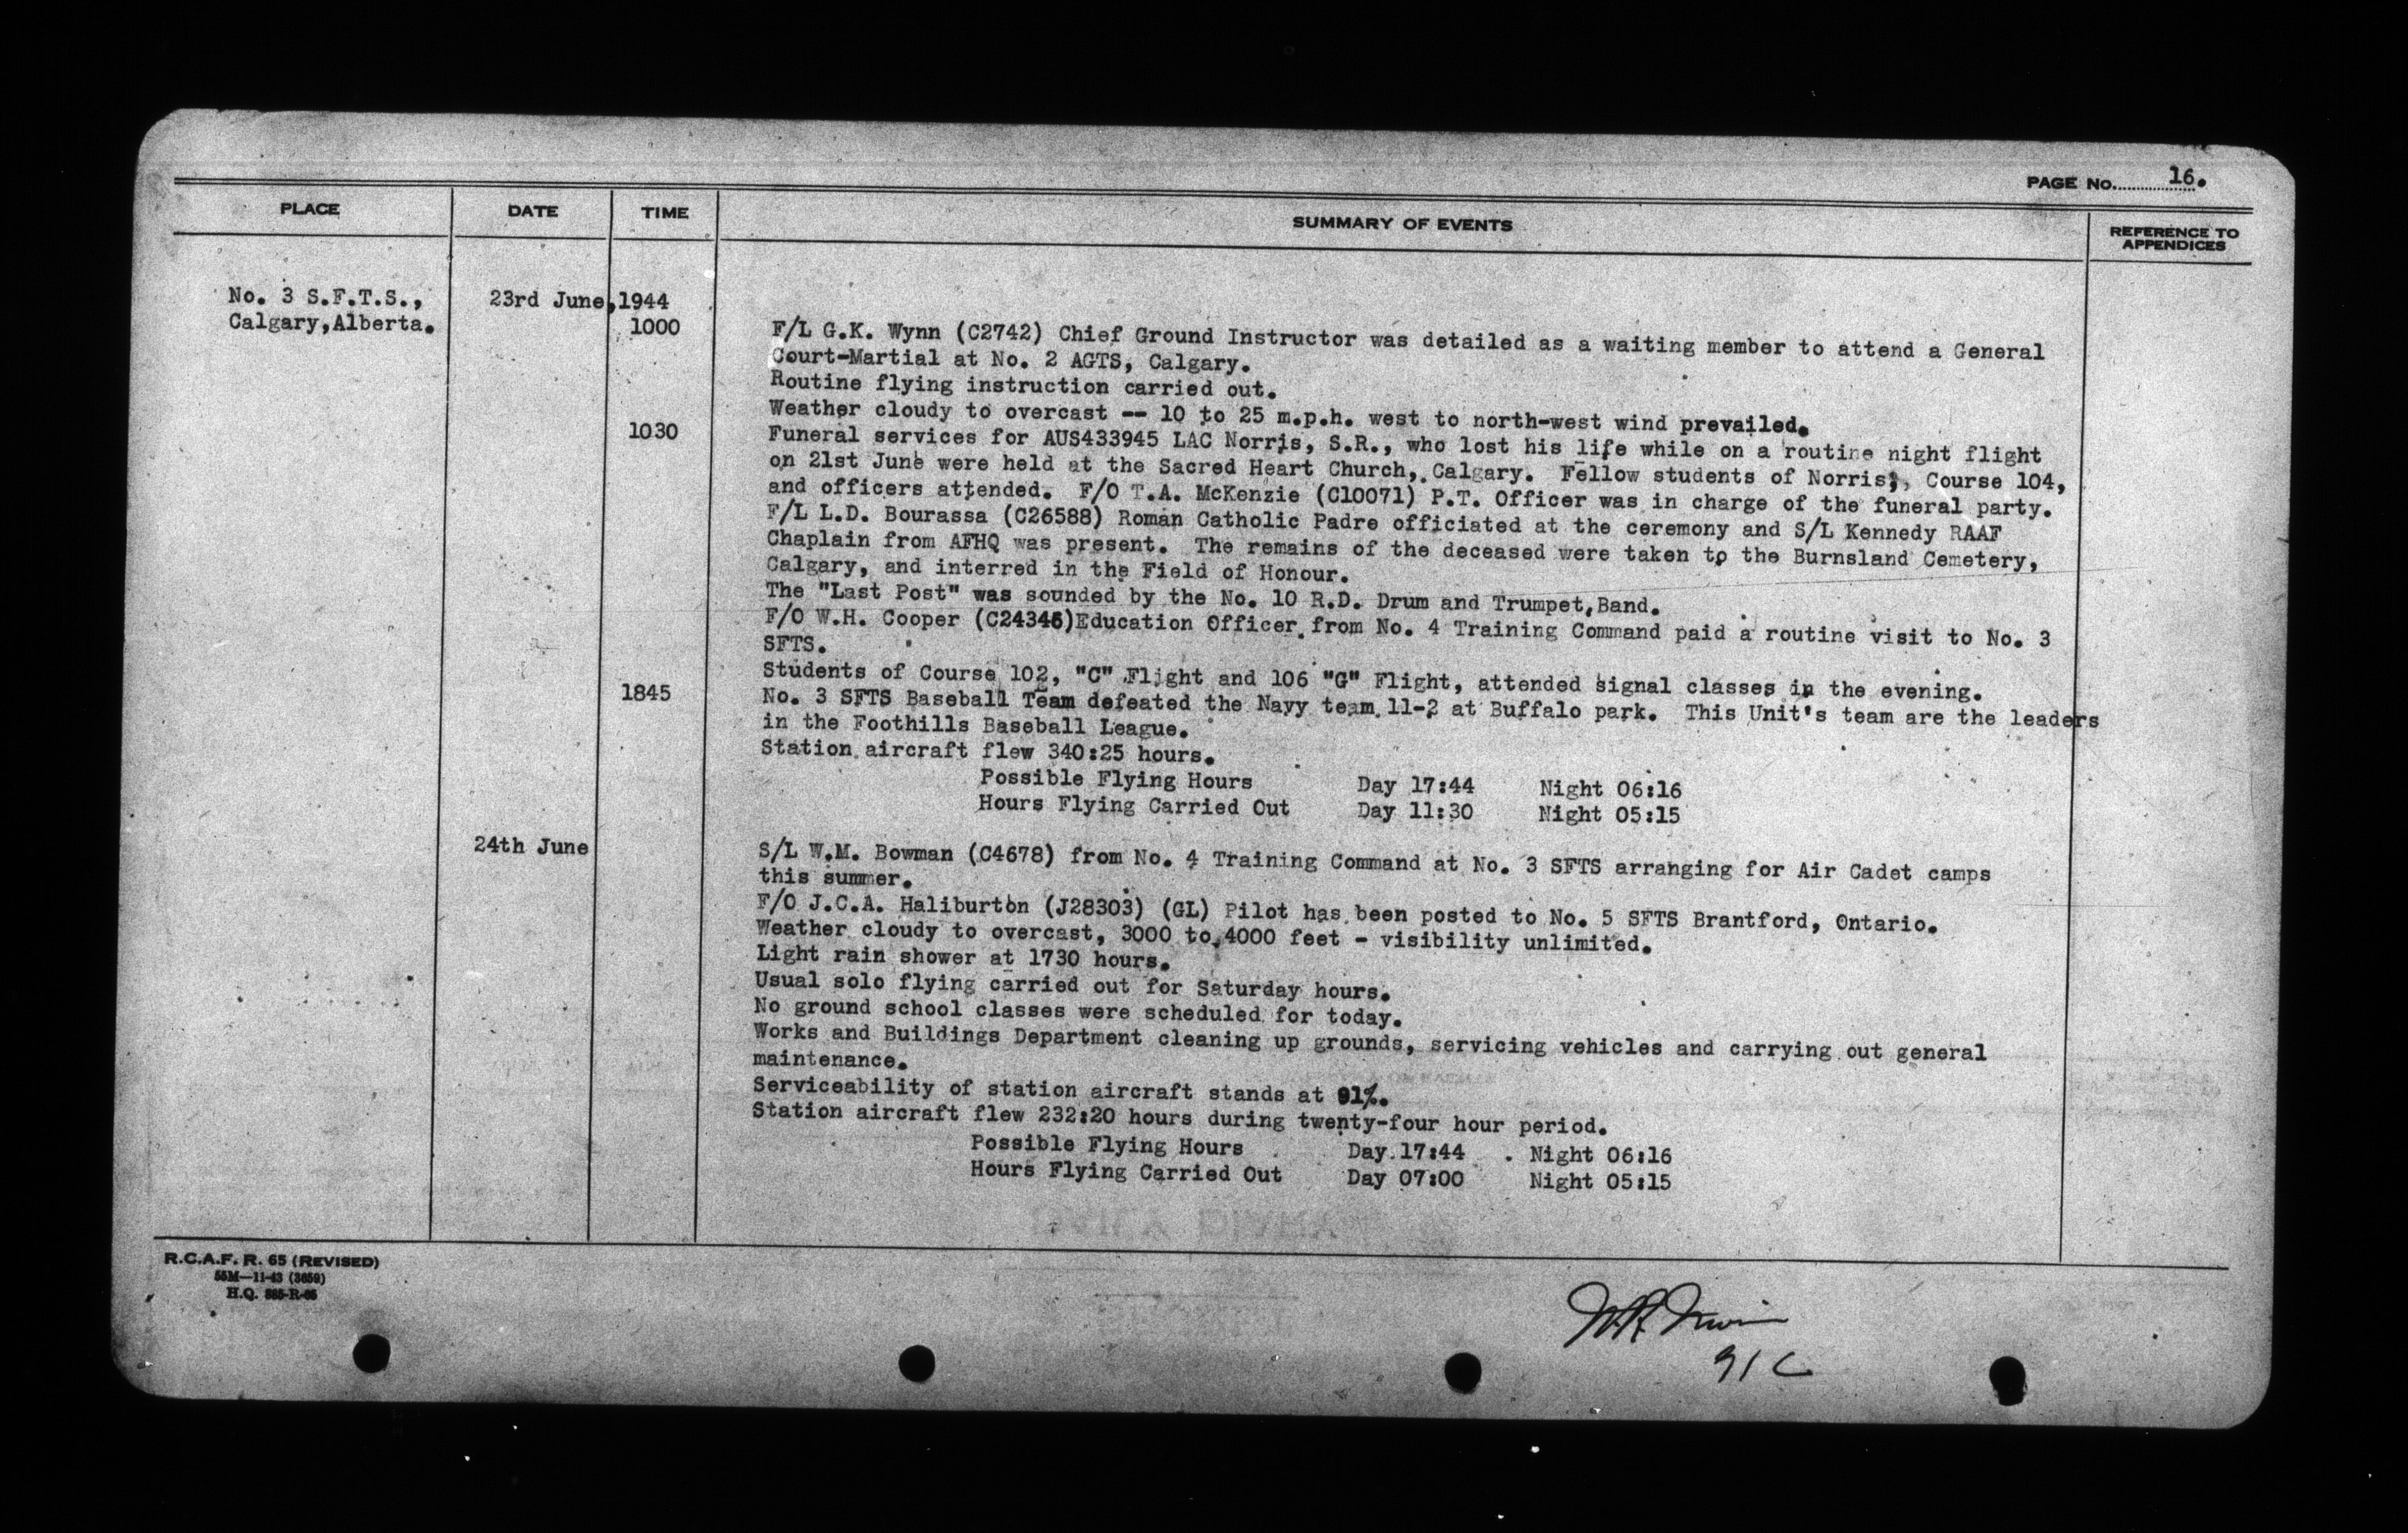 PAGE No. 16.
PLACE DATE TIME SUMMARY OF EVENTS REFERENCE TO APPENDICES
No. 3 S.F.T.S., 23rd June,1944
Calgary,Alberta. 1000 F/L G.K. Wynn (C2742) Chief Ground Instructor was detailed as a waiting member to attend a General
Court-Martial at No. 2 AGTS, Calgary.
Routine flying instruction carried out.
Weather cloudy to overcast -- 10 to 25 m.p.h. west to north-west wind prevailed.
1030 Funeral services for AUS433945 LAC Norris, S.R., who lost his life while on a routine night flight
on 21st June were held at the Sacred Heart Church, Calgary. Fellow students of Norris, Course 104,
and officers attended. F/O T.A. McKenzie (C10071) P.T. Officer was in charge of the funeral party.
F/L L.D. Bourassa (C26588) Roman Catholic Padre officiated at the ceremony and S/L Kennedy RAAF
Chaplain from AFHQ was present. The remains of the deceased were taken to the Burnsland Cemetery,
Calgary, and interred in the Field of Honour.
The "Last Post" was sounded by the No. 10 R.D. Drum and Trumpet Band.
F/O W.H. Cooper (C24346)Education Officer from No. 4 Training Command paid a routine visit to No. 3
SFTS.
Students of Course 102, "C" Flight and 106 "G" Flight, attended signal classes in the evening.
1845 No. 3 SFTS Baseball Team defeated the Navy team 11-2 at Buffalo park. This Unit's team are the leaders
in the Foothills Baseball League.
Station aircraft flew 340:25 hours.
Possible Flying Hours Day 17:44 Night 06:16
Hours Flying Carried Out Day 11:30 Night 05:15
24th June S/L W.M. Bowman (C4678) from No. 4 Training Command at No. 3 SFTS arranging for Air Cadet camps
this summer.
F/O J.C.A. Haliburton (J28303) (GL) Pilot has been posted to No. 5 SFTS Brantford, Ontario.
Weather cloudy to overcast, 3000 to 4000 feet - visibility unlimited.
Light rain shower at 1730 hours.
Usual solo flying carried out for Saturday hours.
No ground school classes were scheduled for today.
Works and Buildings Department cleaning up grounds, servicing vehicles and carrying out general
maintenance.
Serviceability of station aircraft stands at 91%.
Station aircraft flew 232:20 hours during twenty-four hour period.
Possible Flying Hours Day 17:44 Night 06:16
Hours Flying Carried Out Day 07:00 Night 05:15
R.C.A.F. R. 65 (REVISED)
55M—11-43 (3659)
H.Q. 885-R-65